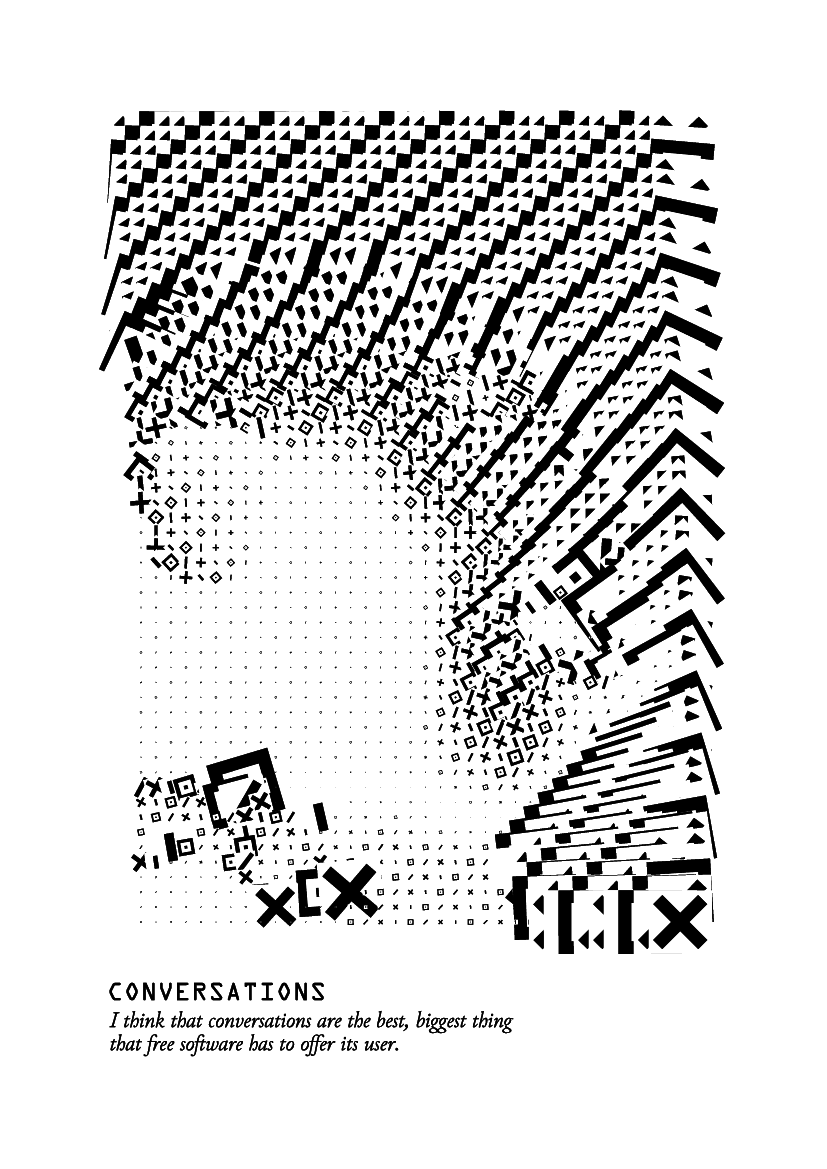 CONVERSATIONS
I think that conversations are the best, biggest thing
that free software has to offer its user.